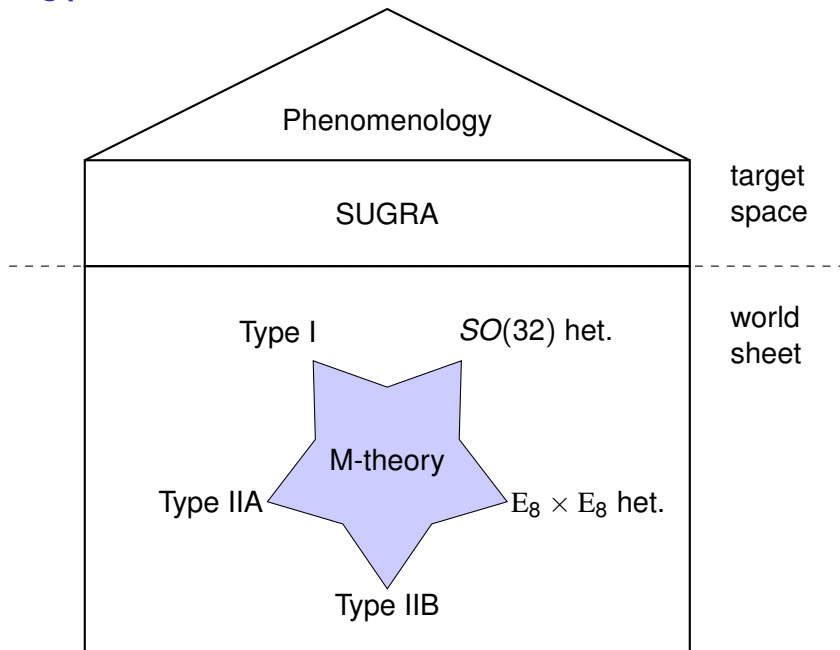 Phenomenology
target
space
SUGRA
world
sheet
Type I
SO(32) het.
M-theory
Type IIA
E₈ × E₈ het.
Type IIB